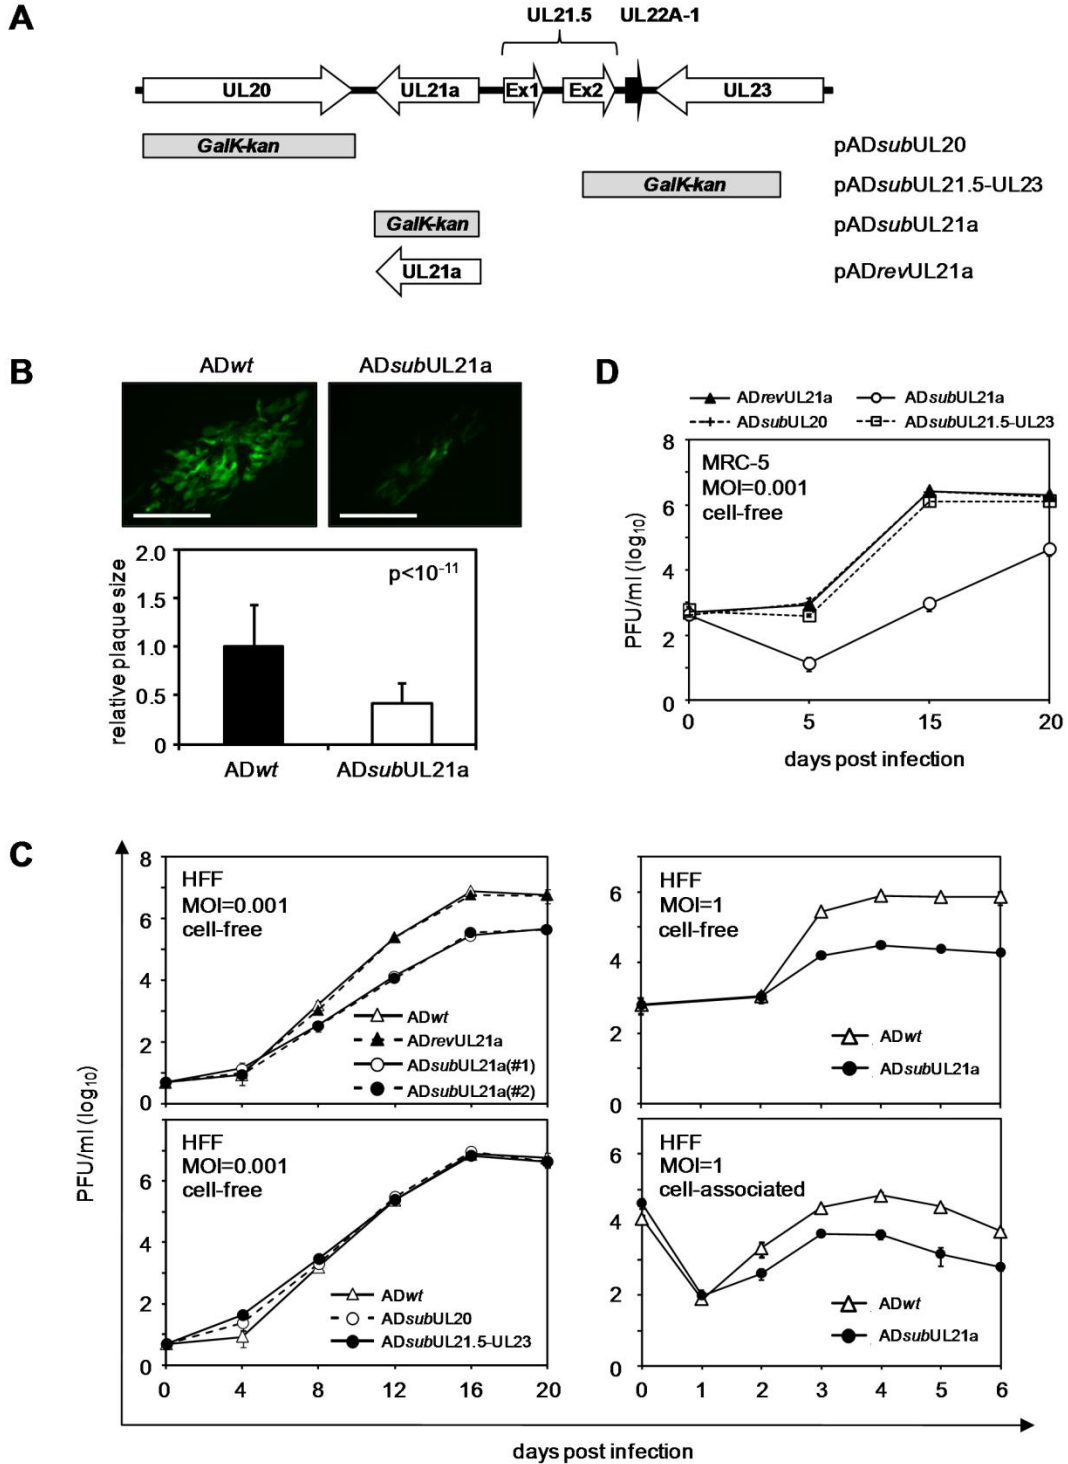 A
UL21.5 UL22A-1
UL20 UL21a Ex1 Ex2 UL23
GalK-kan pADsubUL20
GalK-kan pADsubUL21.5-UL23
GalK-kan pADsubUL21a
UL21a pADrevUL21a
B
ADwt ADsubUL21a
relative plaque size
2.0
1.5
1.0
0.5
0
p<10⁻¹¹
ADwt ADsubUL21a
D
ADrevUL21a ADsubUL21a
ADsubUL20 ADsubUL21.5-UL23
PFU/ml (log₁₀)
8
6
4
2
0
MRC-5
MOI=0.001
cell-free
0 5 15 20
days post infection
C
PFU/ml (log₁₀)
8
6
4
2
0
HFF
MOI=0.001
cell-free
ADwt
ADrevUL21a
ADsubUL21a(#1)
ADsubUL21a(#2)
6
4
2
0
HFF
MOI=1
cell-free
ADwt
ADsubUL21a
6
4
2
0
HFF
MOI=0.001
cell-free
ADwt
ADsubUL20
ADsubUL21.5-UL23
0 4 8 12 16 20
6
4
2
0
HFF
MOI=1
cell-associated
ADwt
ADsubUL21a
0 1 2 3 4 5 6
days post infection